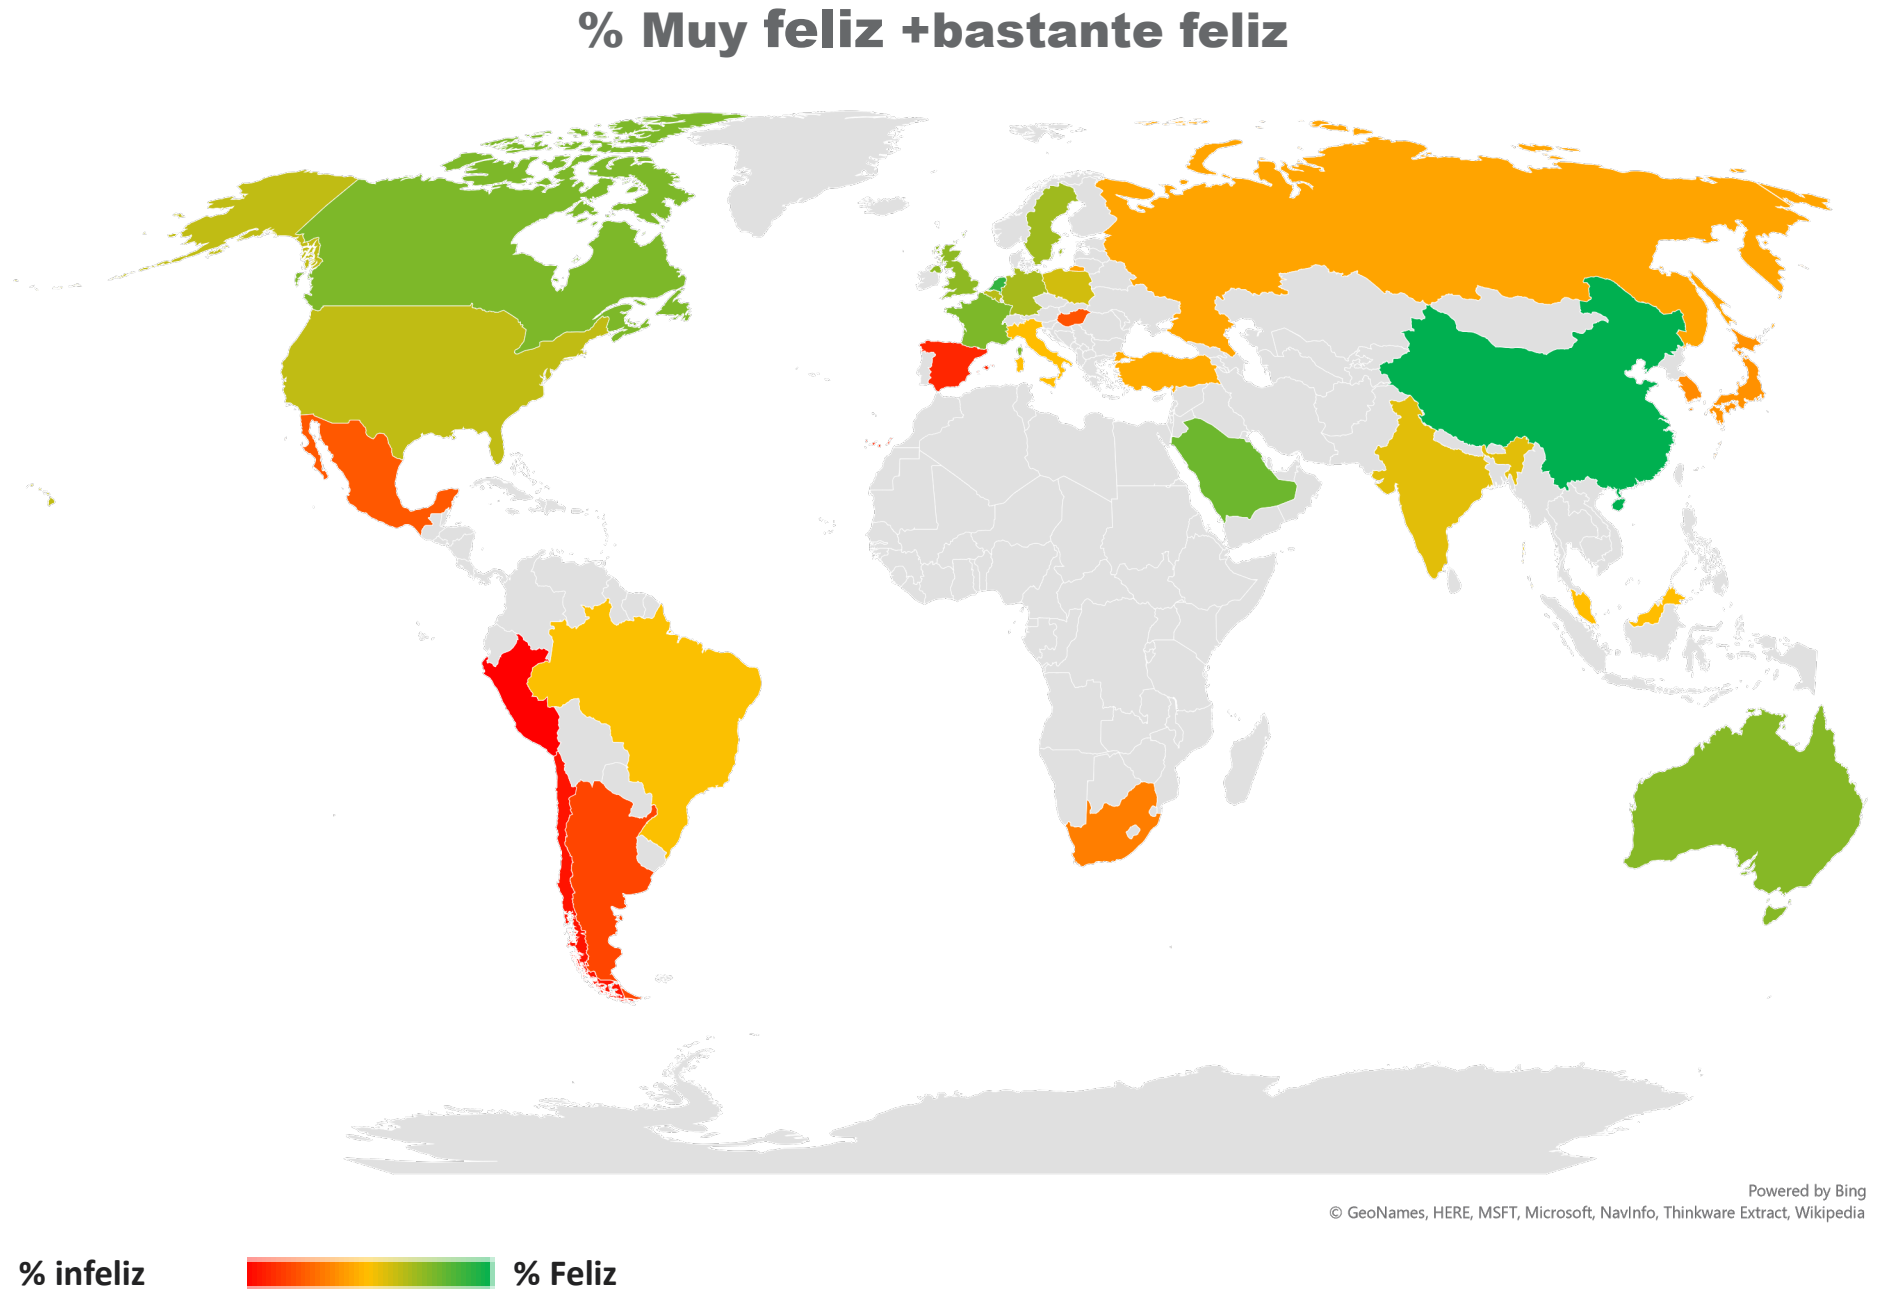 % Muy feliz +bastante feliz
Powered by Bing
© GeoNames, HERE, MSFT, Microsoft, NavInfo, Thinkware Extract, Wikipedia
% infeliz % Feliz